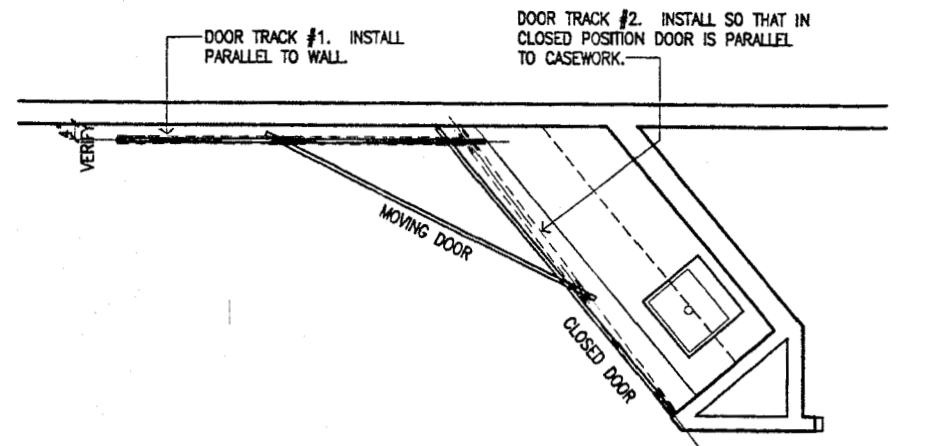 DOOR TRACK #1. INSTALL
PARALLEL TO WALL.
DOOR TRACK #2. INSTALL SO THAT IN
CLOSED POSITION DOOR IS PARALLEL
TO CASEWORK.
VERIFY
MOVING DOOR
CLOSED DOOR